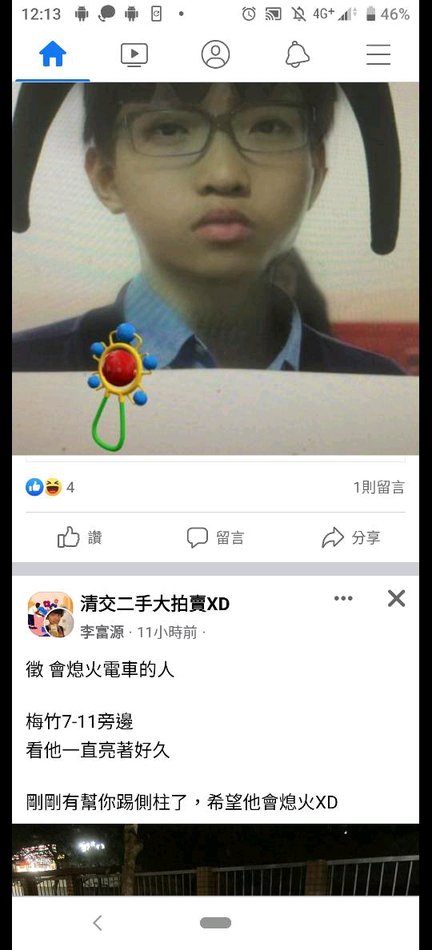 12:13
4G+
46%
4
1則留言
讚
留言
分享
清交二手大拍賣XD
李富源 · 11小時前 ·
徵 會熄火電車的人
梅竹7-11旁邊
看他一直亮著好久
剛剛有幫你踢側柱了，希望他會熄火XD